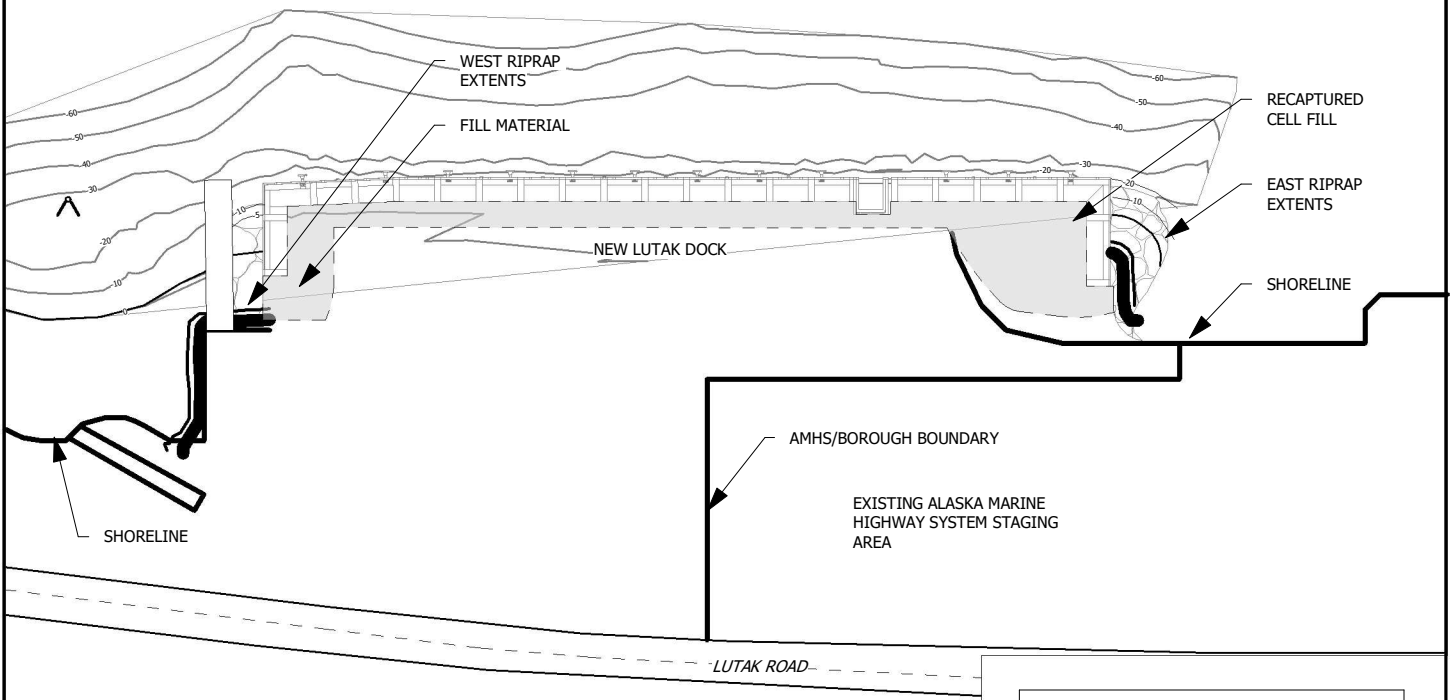 WEST RIPRAP
EXTENTS
FILL MATERIAL
RECAPTURED
CELL FILL
EAST RIPRAP
EXTENTS
SHORELINE
NEW LUTAK DOCK
AMHS/BOROUGH BOUNDARY
EXISTING ALASKA MARINE
HIGHWAY SYSTEM STAGING
AREA
SHORELINE
LUTAK ROAD
-60
-50
-40
-30
-20
-10
0
-10
-5
-60
-50
-40
-30
-20
-20
-10